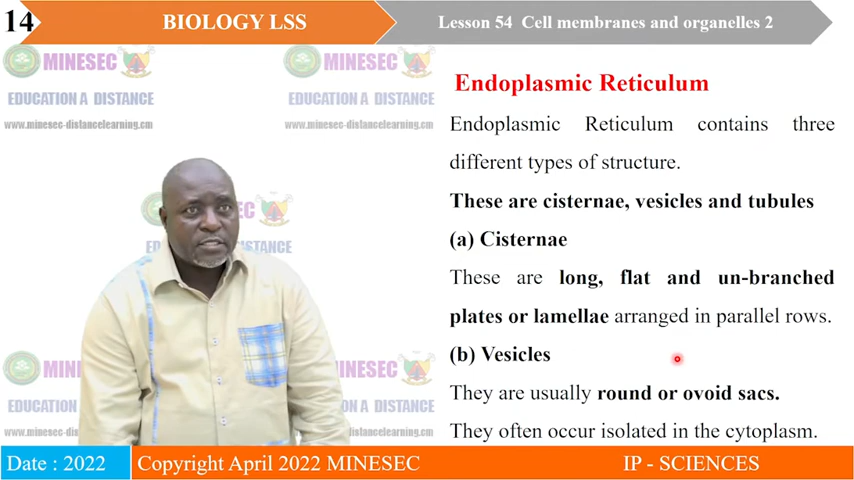 14
BIOLOGY LSS
Lesson 54 Cell membranes and organelles 2
MINESEC
EDUCATION A DISTANCE
www.minesec-distancelearning.cm
MINESEC
EDUCATION A DISTANCE
www.minesec-distancelearning.cm
Endoplasmic Reticulum
Endoplasmic Reticulum contains three
different types of structure.
These are cisternae, vesicles and tubules
(a) Cisternae
These are long, flat and un-branched
plates or lamellae arranged in parallel rows.
(b) Vesicles
They are usually round or ovoid sacs.
They often occur isolated in the cytoplasm.
Date : 2022
Copyright April 2022 MINESEC
IP - SCIENCES